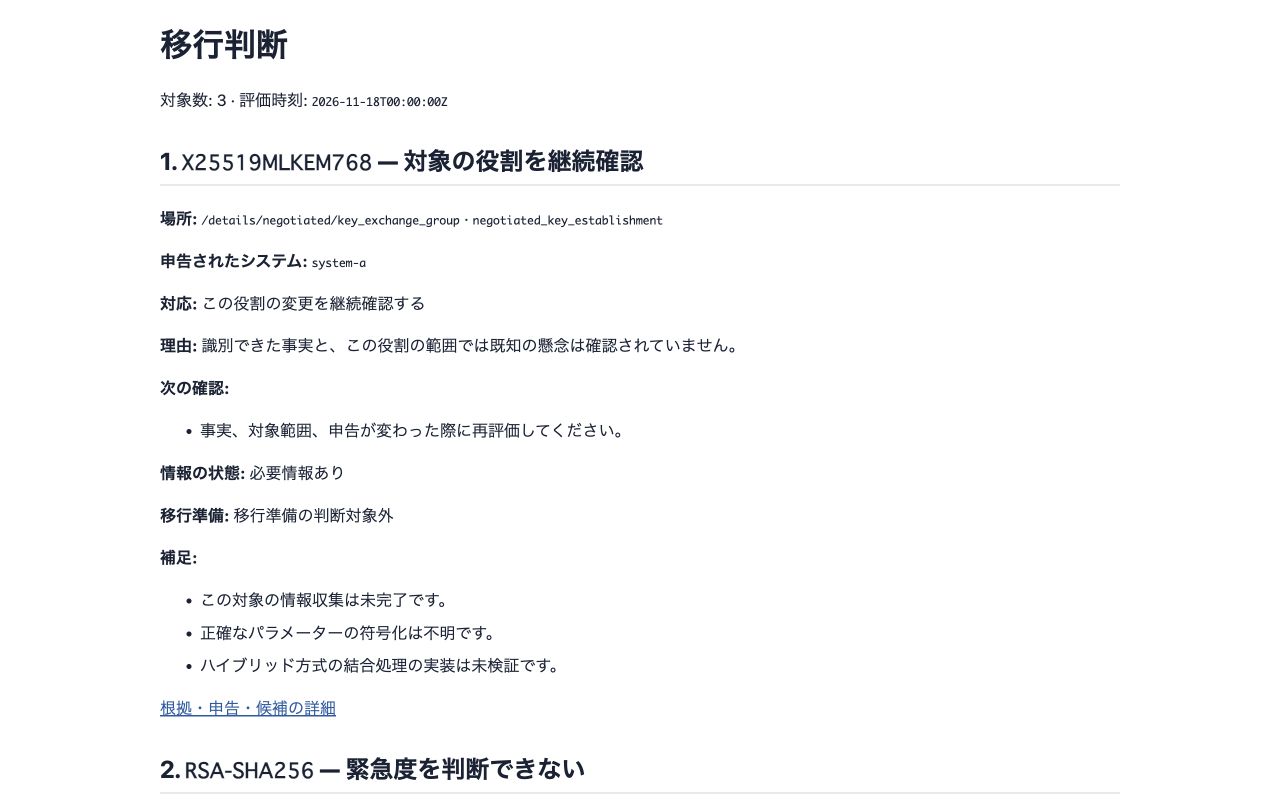 移行判断
対象数: 3 · 評価時刻: 2026-11-18T00:00:00Z
1. X25519MLKEM768 — 対象の役割を継続確認
場所: /details/negotiated/key_exchange_group · negotiated_key_establishment
申告されたシステム: system-a
対応: この役割の変更を継続確認する
理由: 識別できた事実と、この役割の範囲では既知の懸念は確認されていません。
次の確認:
• 事実、対象範囲、申告が変わった際に再評価してください。
情報の状態: 必要情報あり
移行準備: 移行準備の判断対象外
補足:
• この対象の情報収集は未完了です。
• 正確なパラメーターの符号化は不明です。
• ハイブリッド方式の結合処理の実装は未検証です。
根拠・申告・候補の詳細
2. RSA-SHA256 — 緊急度を判断できない